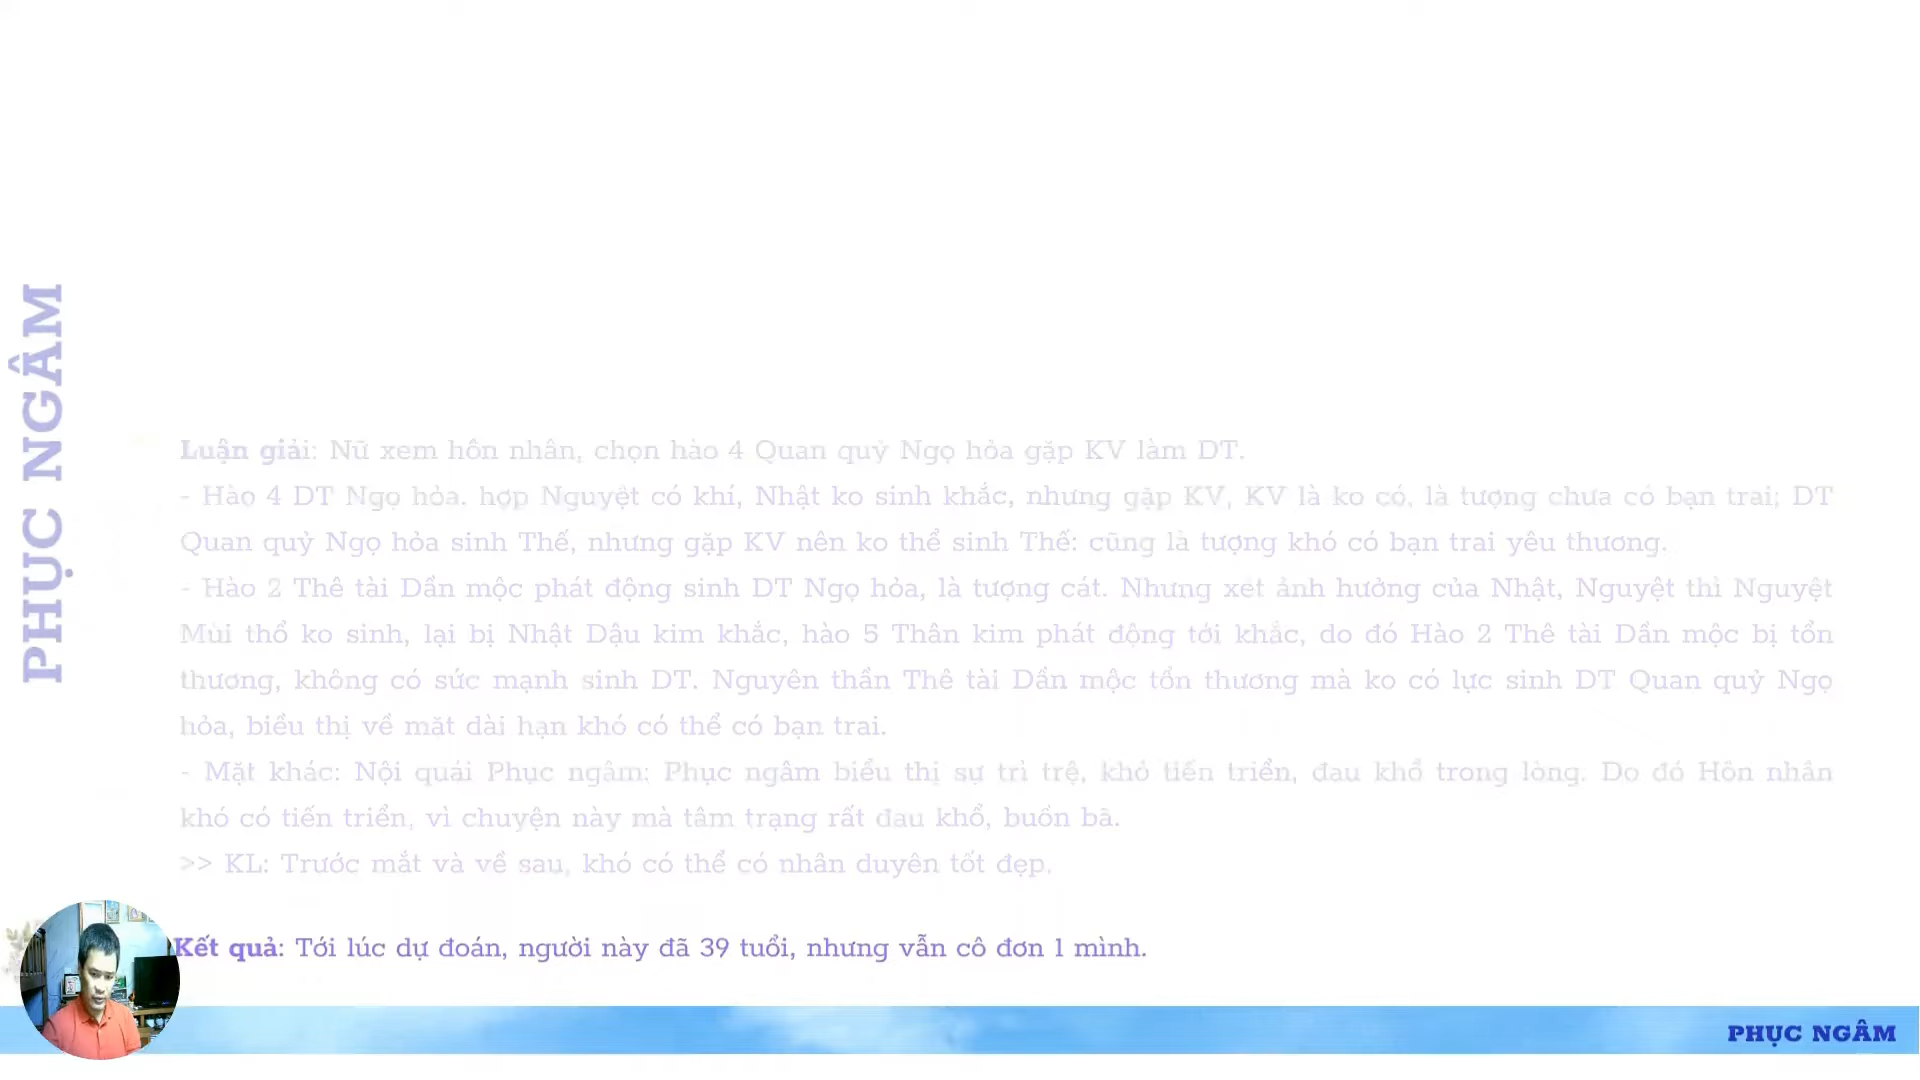 PHỤC NGÂM
Luận giải: Nữ xem hôn nhân, chọn hào 4 Quan quỷ Ngọ hỏa gặp KV làm DT.
- Hào 4 DT Ngọ hỏa. hợp Nguyệt có khí, Nhật ko sinh khắc, nhưng gặp KV, KV là ko có, là tượng chưa có bạn trai; DT
Quan quỷ Ngọ hỏa sinh Thế, nhưng gặp KV nên ko thể sinh Thế: cũng là tượng khó có bạn trai yêu thương.
- Hào 2 Thê tài Dần mộc phát động sinh DT Ngọ hỏa, là tượng cát. Nhưng xét ảnh hưởng của Nhật, Nguyệt thì Nguyệt
Mùi thổ ko sinh, lại bị Nhật Dậu kim khắc, hào 5 Thân kim phát động tới khắc, do đó Hào 2 Thê tài Dần mộc bị tổn
thương, không có sức mạnh sinh DT. Nguyên thần Thê tài Dần mộc tổn thương mà ko có lực sinh DT Quan quỷ Ngọ
hỏa, biểu thị về mặt dài hạn khó có thể có bạn trai.
- Mặt khác: Nội quái Phục ngâm: Phục ngâm biểu thị sự trì trệ, khó tiến triển, đau khổ trong lòng. Do đó Hôn nhân
khó có tiến triển, vì chuyện này mà tâm trạng rất đau khổ, buồn bã.
>> KL: Trước mắt và về sau, khó có thể có nhân duyên tốt đẹp.
Kết quả: Tới lúc dự đoán, người này đã 39 tuổi, nhưng vẫn cô đơn 1 mình.
PHỤC NGÂM